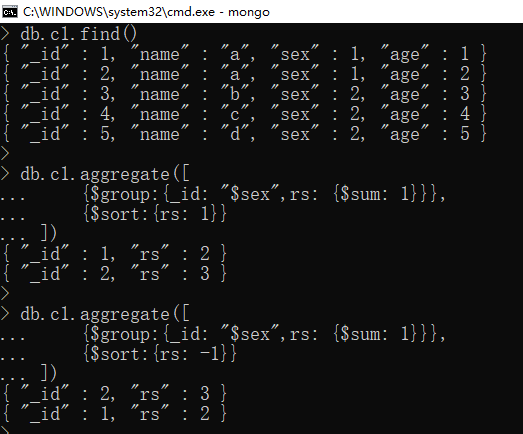 C:\WINDOWS\system32\cmd.exe - mongo
> db.c1.find()
{ "_id" : 1, "name" : "a", "sex" : 1, "age" : 1 }
{ "_id" : 2, "name" : "a", "sex" : 1, "age" : 2 }
{ "_id" : 3, "name" : "b", "sex" : 2, "age" : 3 }
{ "_id" : 4, "name" : "c", "sex" : 2, "age" : 4 }
{ "_id" : 5, "name" : "d", "sex" : 2, "age" : 5 }
>
> db.c1.aggregate([
...     {$group:{_id: "$sex",rs: {$sum: 1}}},
...     {$sort:{rs: 1}}
... ])
{ "_id" : 1, "rs" : 2 }
{ "_id" : 2, "rs" : 3 }
>
> db.c1.aggregate([
...     {$group:{_id: "$sex",rs: {$sum: 1}}},
...     {$sort:{rs: -1}}
... ])
{ "_id" : 2, "rs" : 3 }
{ "_id" : 1, "rs" : 2 }
>